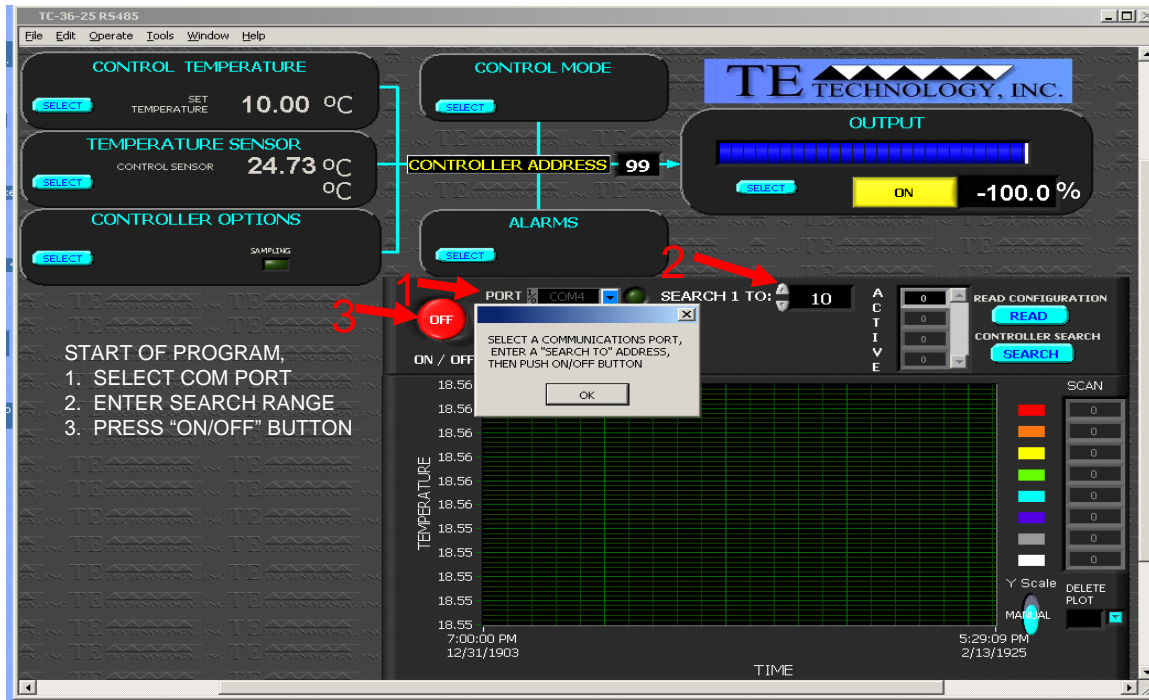 TC-36-25 RS485
File Edit Operate Tools Window Help
CONTROL TEMPERATURE
SELECT
SET TEMPERATURE
10.00 °C
TEMPERATURE SENSOR
CONTROL SENSOR
24.73 °C
°C
SELECT
CONTROLLER OPTIONS
SAMPLING
SELECT
CONTROL MODE
SELECT
CONTROLLER ADDRESS 99
ALARMS
SELECT
TE TECHNOLOGY, INC.
OUTPUT
SELECT
ON
-100.0 %
1
2
3
PORT COM4
SEARCH 1 TO: 10
OFF
ON / OFF
ACTIVE
0
0
0
0
READ CONFIGURATION
READ
CONTROLLER SEARCH
SEARCH
SELECT A COMMUNICATIONS PORT,
ENTER A "SEARCH TO" ADDRESS,
THEN PUSH ON/OFF BUTTON
OK
START OF PROGRAM,
1. SELECT COM PORT
2. ENTER SEARCH RANGE
3. PRESS “ON/OFF” BUTTON
TEMPERATURE
18.56
18.56
18.56
18.56
18.56
18.56
18.55
18.55
18.55
18.55
18.55
7:00:00 PM
12/31/1903
5:29:09 PM
2/13/1925
TIME
SCAN
0
0
0
0
0
0
0
0
Y Scale
MANUAL
DELETE
PLOT